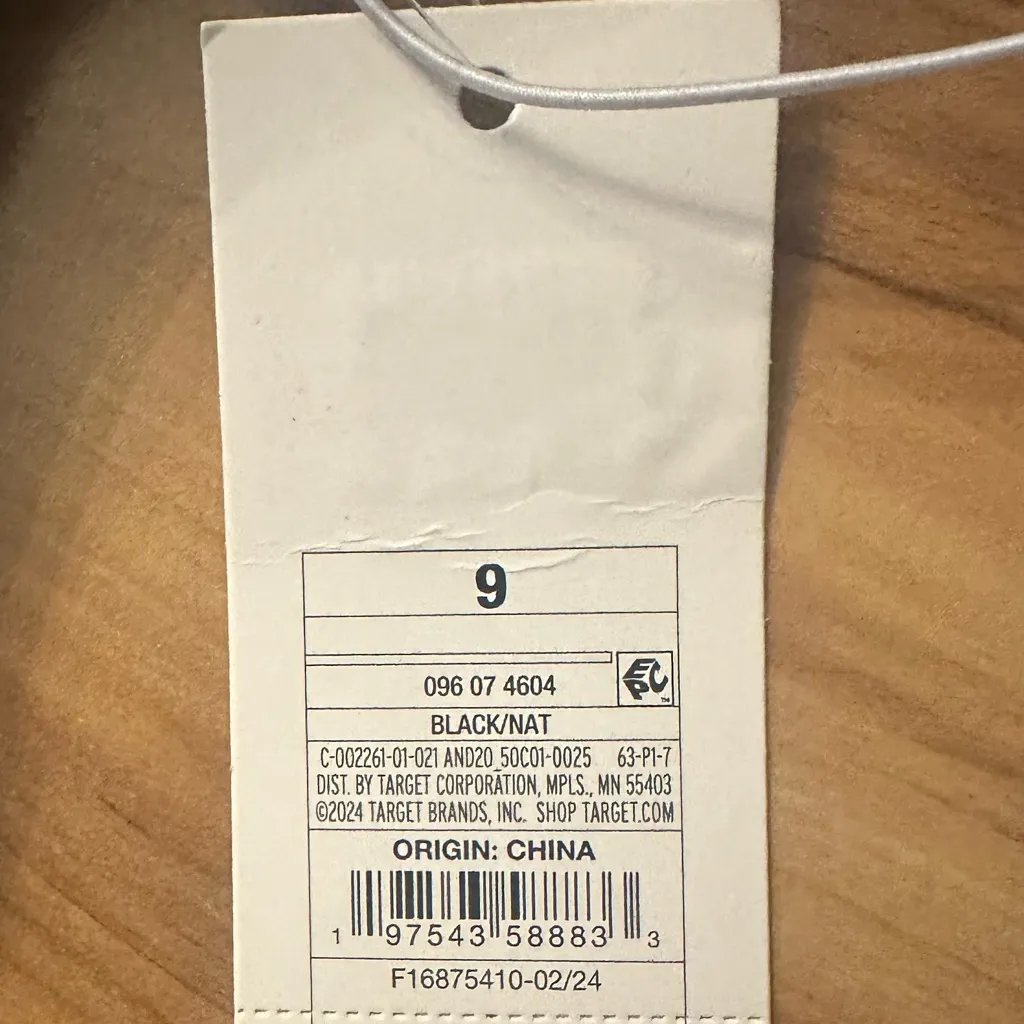 9
096 07 4604
EPC™
BLACK/NAT
C-002261-01-021 AND20_50C01-0025 63-P1-7
DIST. BY TARGET CORPORATION, MPLS., MN 55403
©2024 TARGET BRANDS, INC. SHOP TARGET.COM
ORIGIN: CHINA
1 97543 58883 3
F16875410-02/24